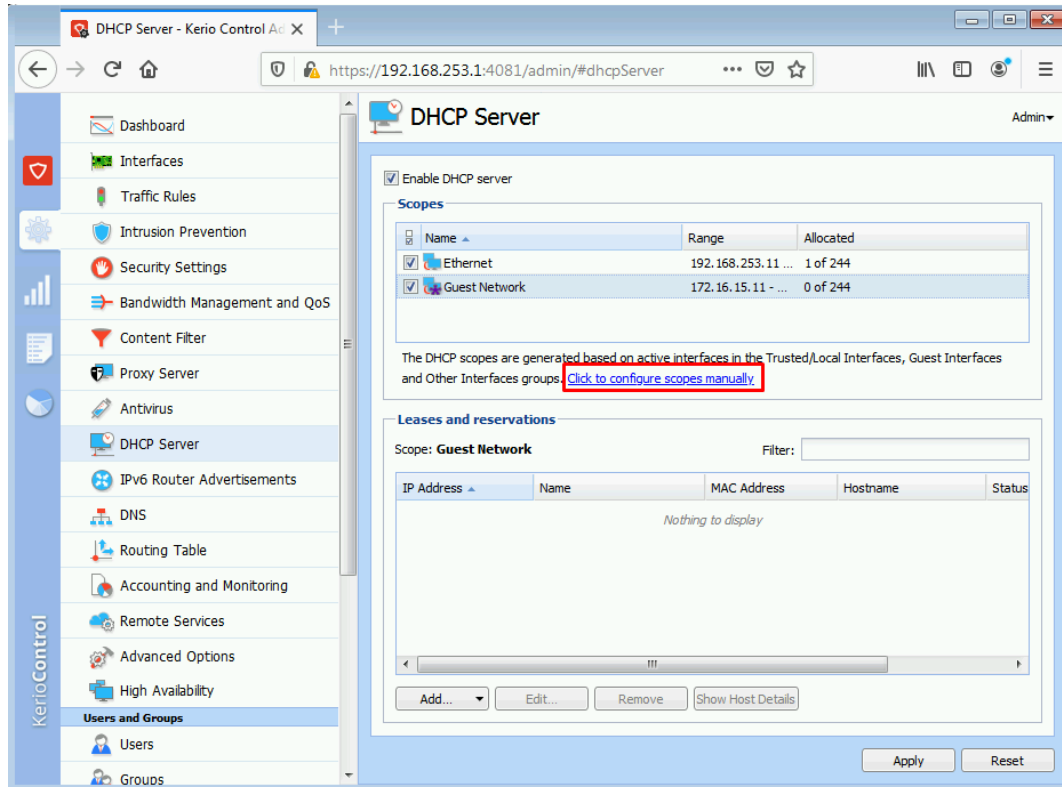 DHCP Server - Kerio Control Ad
https://192.168.253.1:4081/admin/#dhcpServer
Dashboard
Interfaces
Traffic Rules
Intrusion Prevention
Security Settings
Bandwidth Management and QoS
Content Filter
Proxy Server
Antivirus
DHCP Server
IPv6 Router Advertisements
DNS
Routing Table
Accounting and Monitoring
Remote Services
Advanced Options
High Availability
Users and Groups
Users
Groups
KerioControl
DHCP Server
Admin
Enable DHCP server
Scopes
Name Range Allocated
Ethernet 192.168.253.11 ... 1 of 244
Guest Network 172.16.15.11 - ... 0 of 244
The DHCP scopes are generated based on active interfaces in the Trusted/Local Interfaces, Guest Interfaces
and Other Interfaces groups. Click to configure scopes manually
Leases and reservations
Scope: Guest Network Filter:
IP Address Name MAC Address Hostname Status
Nothing to display
Add... Edit... Remove Show Host Details
Apply Reset